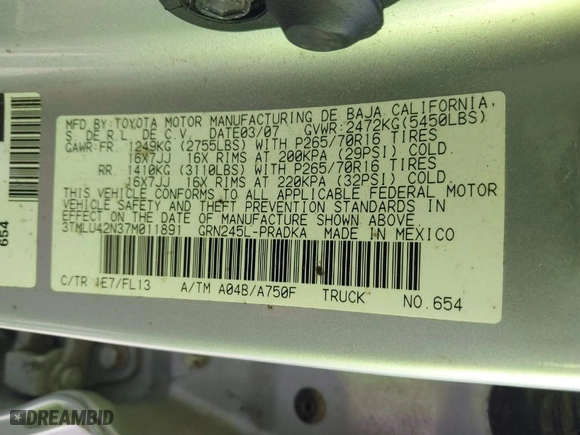 MFD BY:TOYOTA MOTOR MANUFACTURING DE BAJA CALIFORNIA,
S. DE R.L. DE C.V. DATE03/07 GVWR:2472KG(5450LBS)
GAWR-FR. 1249KG (2755LBS) WITH P265/70R16 TIRES
16X7JJ 16X RIMS AT 200KPA (29PSI) COLD.
RR. 1410KG (3110LBS) WITH P265/70R16 TIRES
16X7JJ 16X RIMS AT 220KPA (32PSI) COLD.
THIS VEHICLE CONFORMS TO ALL APPLICABLE FEDERAL MOTOR
VEHICLE SAFETY AND THEFT PREVENTION STANDARDS IN
EFFECT ON THE DATE OF MANUFACTURE SHOWN ABOVE.
3TMLU42N37M011891 GRN245L-PRADKA MADE IN MEXICO
C/TR 1E7/FL13 A/TM A04B/A750F TRUCK NO.654
654
DREAMBID